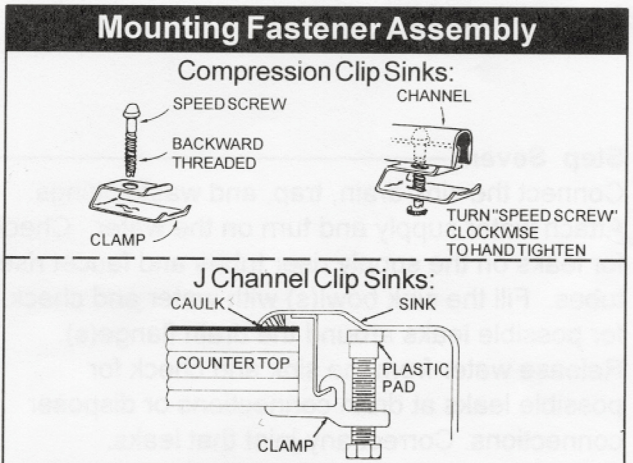 Mounting Fastener Assembly
Compression Clip Sinks:
SPEED SCREW
BACKWARD
THREADED
CLAMP
CHANNEL
TURN "SPEED SCREW"
CLOCKWISE
TO HAND TIGHTEN
J Channel Clip Sinks:
CAULK
SINK
COUNTER TOP
PLASTIC
PAD
CLAMP